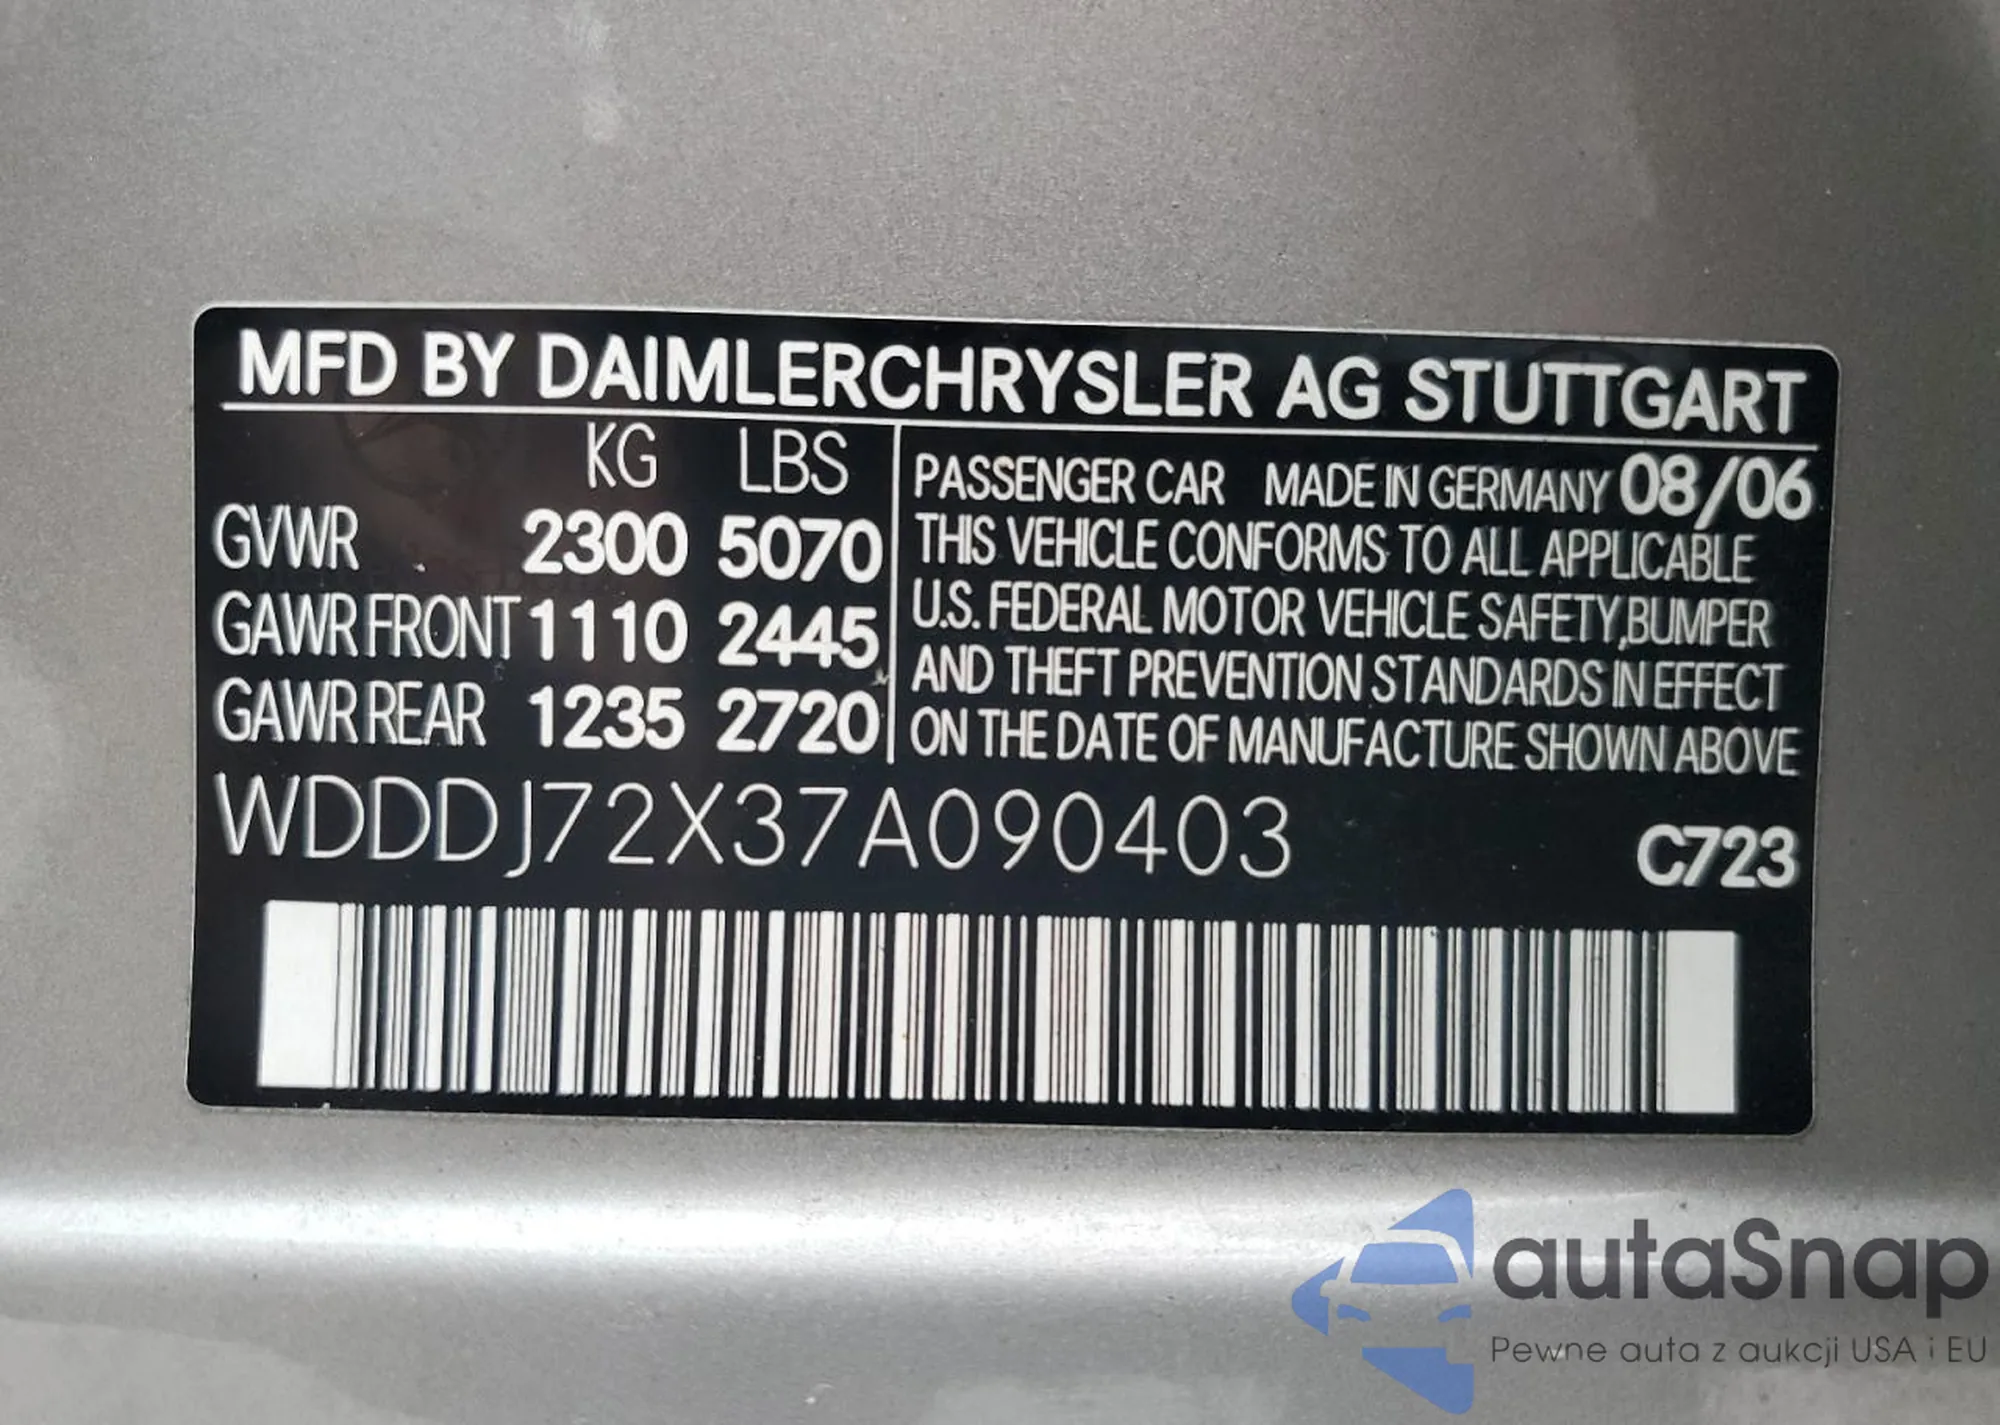 MFD BY DAIMLERCHRYSLER AG STUTTGART
KG LBS
GVWR 2300 5070
GAWR FRONT 1110 2445
GAWR REAR 1235 2720
PASSENGER CAR MADE IN GERMANY 08/06
THIS VEHICLE CONFORMS TO ALL APPLICABLE
U.S. FEDERAL MOTOR VEHICLE SAFETY,BUMPER
AND THEFT PREVENTION STANDARDS IN EFFECT
ON THE DATE OF MANUFACTURE SHOWN ABOVE
WDDDJ72X37A090403 C723
autaSnap
Pewne auta z aukcji USA i EU